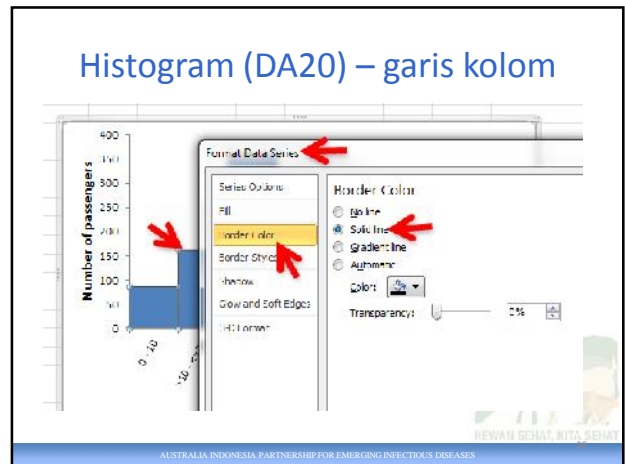 Histogram (DA20) – garis kolom
Number of passengers
400
350
300
250
200
150
100
50
0
0 - 10
Format Data Series
Series Options
Fill
Border Color
Border Styles
Shadow
Glow and Soft Edges
3-D Format
Border Color
No line
Solid line
Gradient line
Automatic
Color:
Transparency:
0%
HEWAN SEHAT, KITA SEHAT
AUSTRALIA INDONESIA PARTNERSHIP FOR EMERGING INFECTIOUS DISEASES